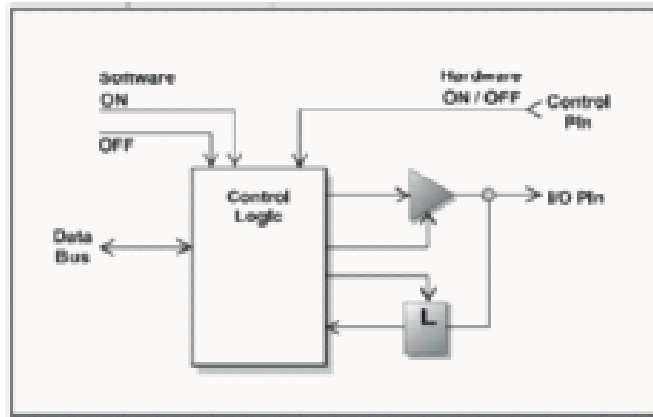 Software
ON
OFF
Hardware
ON / OFF
Control
Pin
Control
Logic
I/O Pin
Data
Bus
L